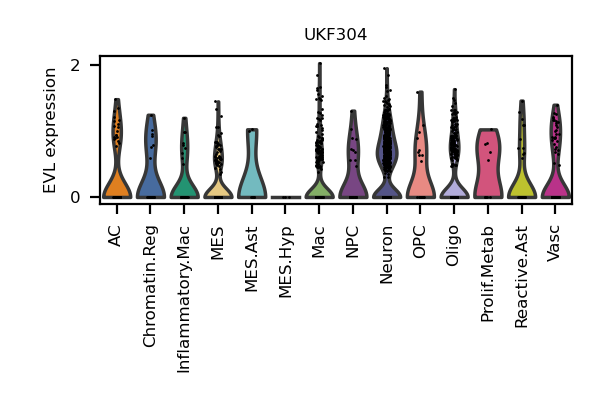 UKF304
EVL expression
2
0
AC
Chromatin.Reg
Inflammatory.Mac
MES
MES.Ast
MES.Hyp
Mac
NPC
Neuron
OPC
Oligo
Prolif.Metab
Reactive.Ast
Vasc